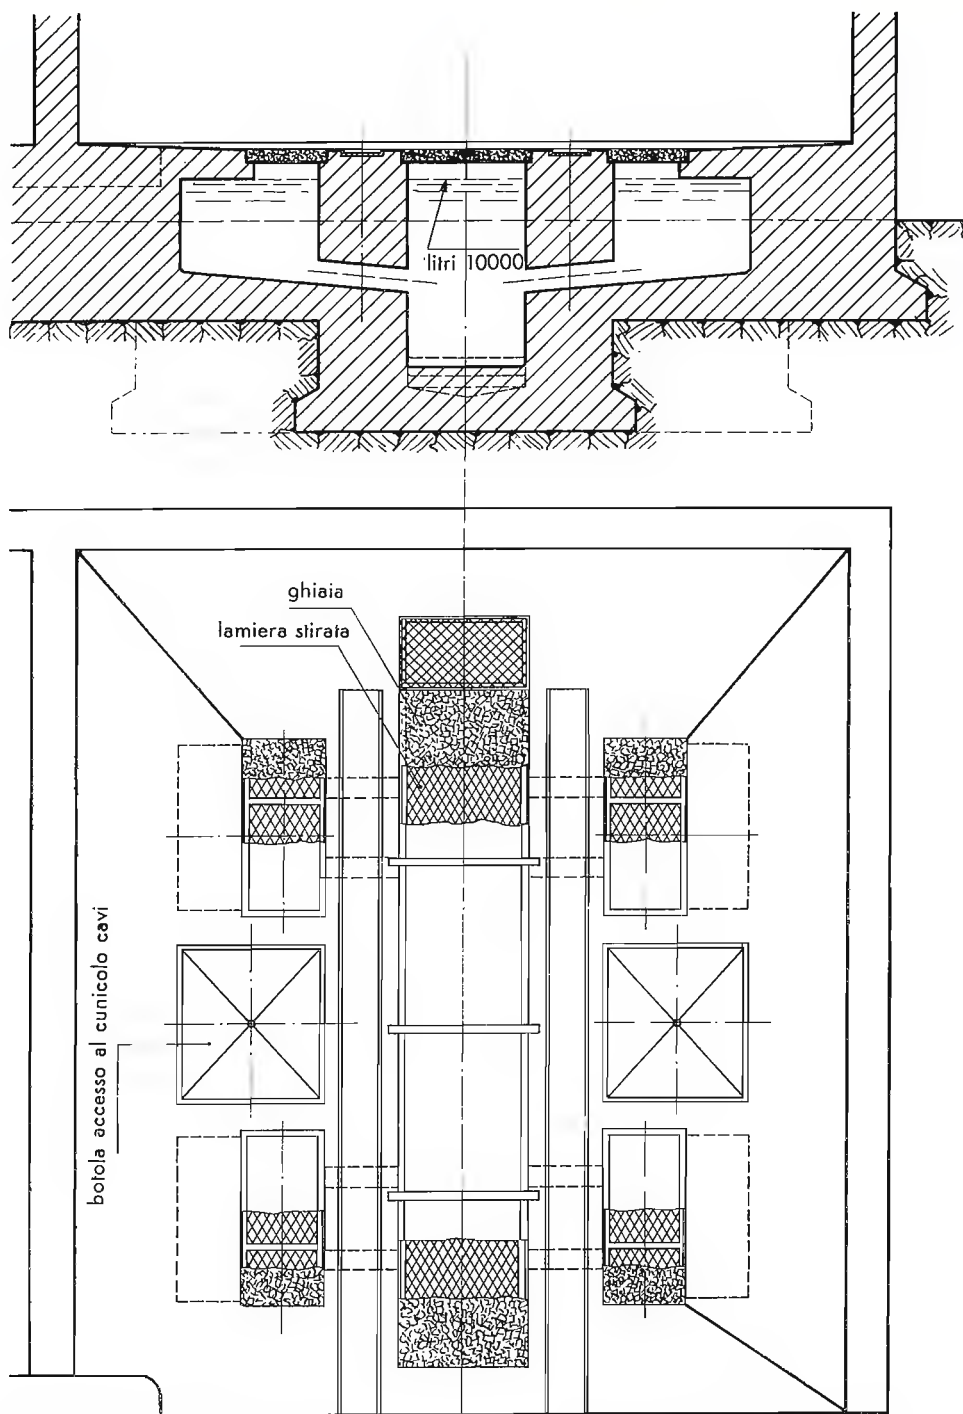 litri 10000
ghiaia
lamiera stirata
botola accesso al cunicolo cavi